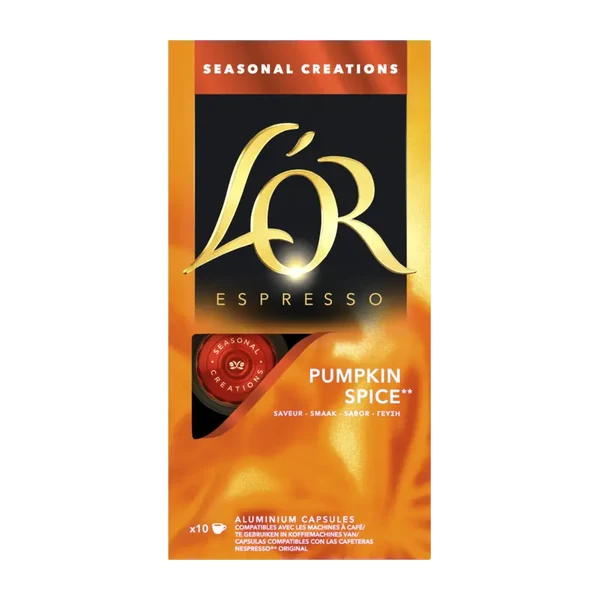 SEASONAL CREATIONS
L'OR
ESPRESSO
SEASONAL
CREATIONS
PUMPKIN
SPICE**
SAVEUR - SMAAK - SABOR - ΓΕΥΣΗ
x10
ALUMINIUM CAPSULES
COMPATIBLES AVEC LES MACHINES À CAFÉ/
TE GEBRUIKEN IN KOFFIEMACHINES VAN/
CAPSULAS COMPATIBLES CON LAS CAFETERAS
NESPRESSO** ORIGINAL